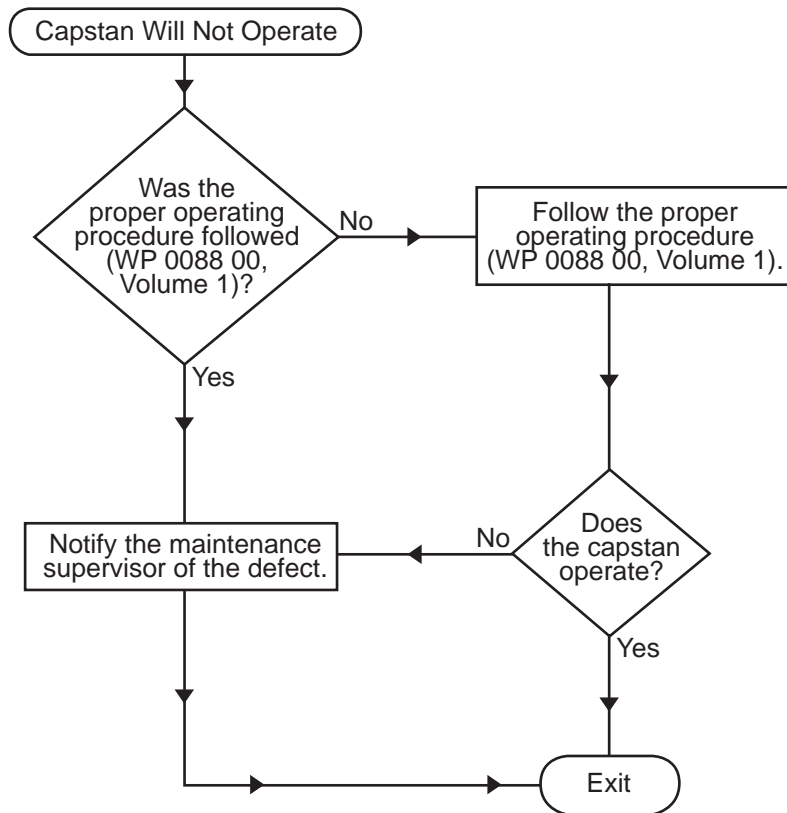 Capstan Will Not Operate
Was the
proper operating
procedure followed
(WP 0088 00,
Volume 1)?
No
Follow the proper
operating procedure
(WP 0088 00, Volume 1).
Yes
Notify the maintenance
supervisor of the defect.
No
Does
the capstan
operate?
Yes
Exit